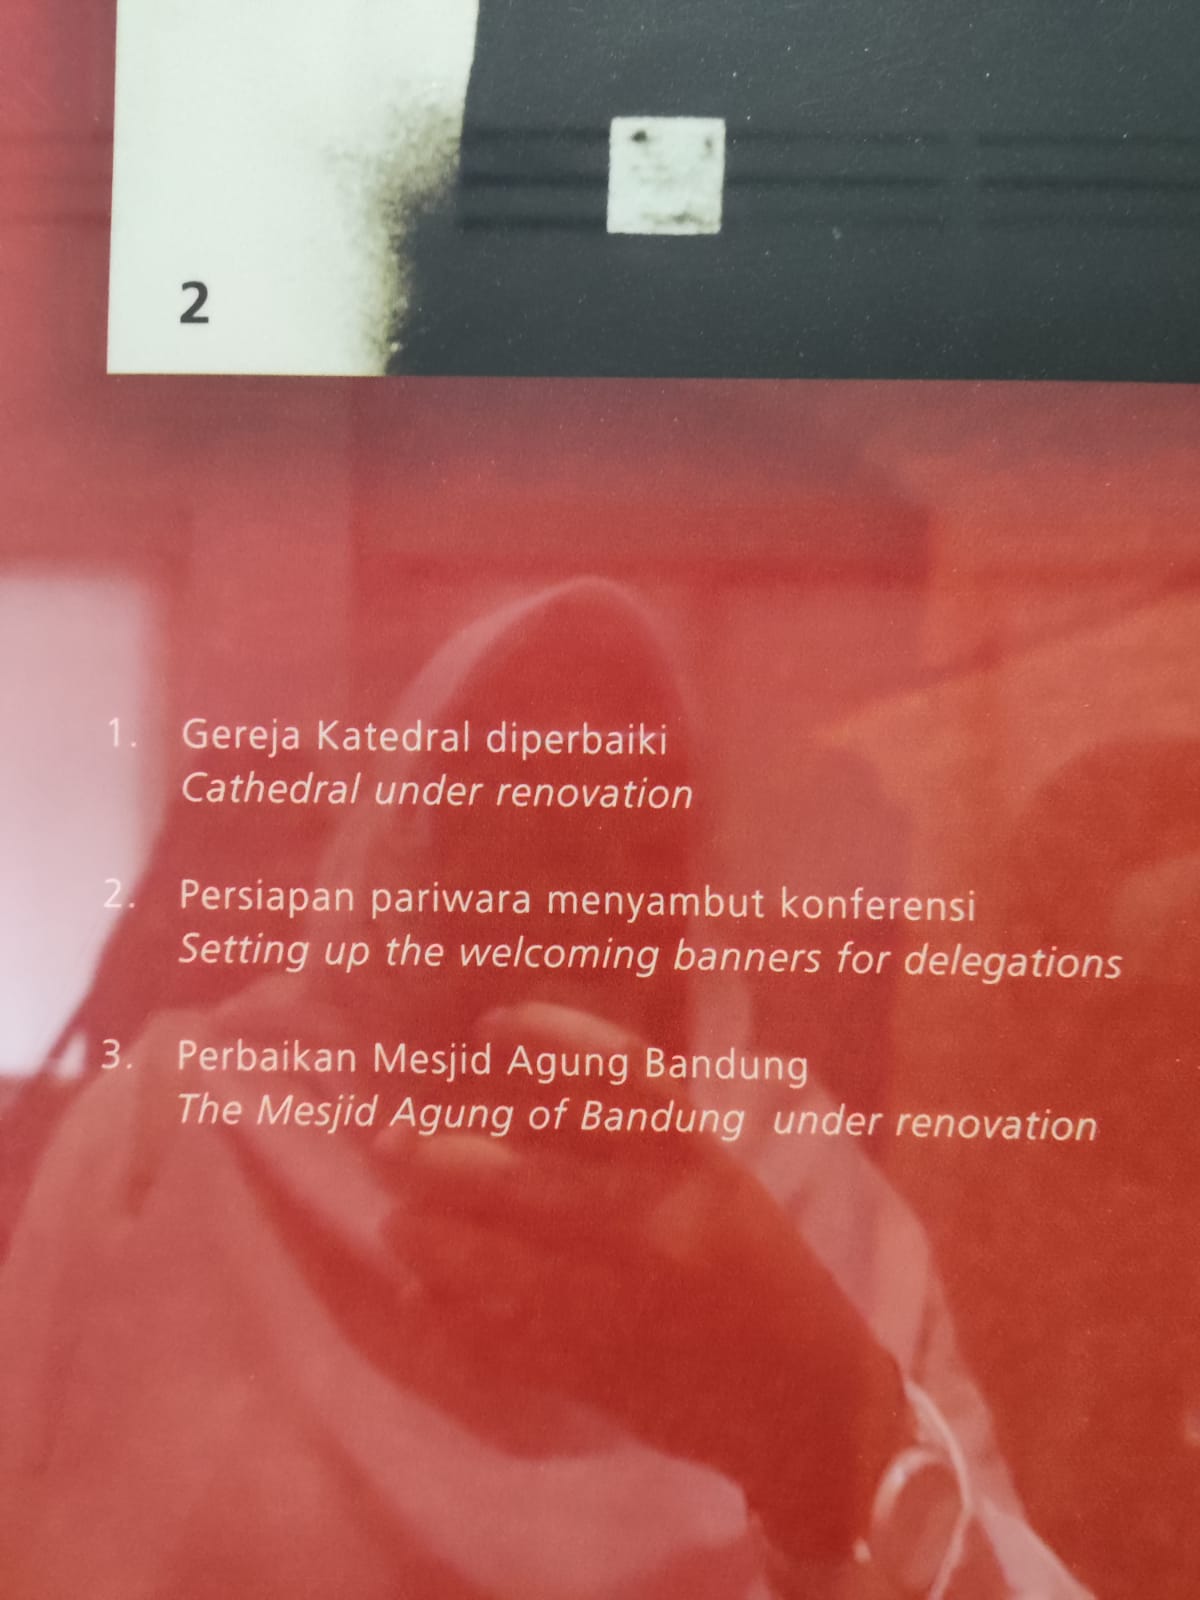 2
1. Gereja Katedral diperbaiki
Cathedral under renovation
2. Persiapan pariwara menyambut konferensi
Setting up the welcoming banners for delegations
3. Perbaikan Mesjid Agung Bandung
The Mesjid Agung of Bandung under renovation